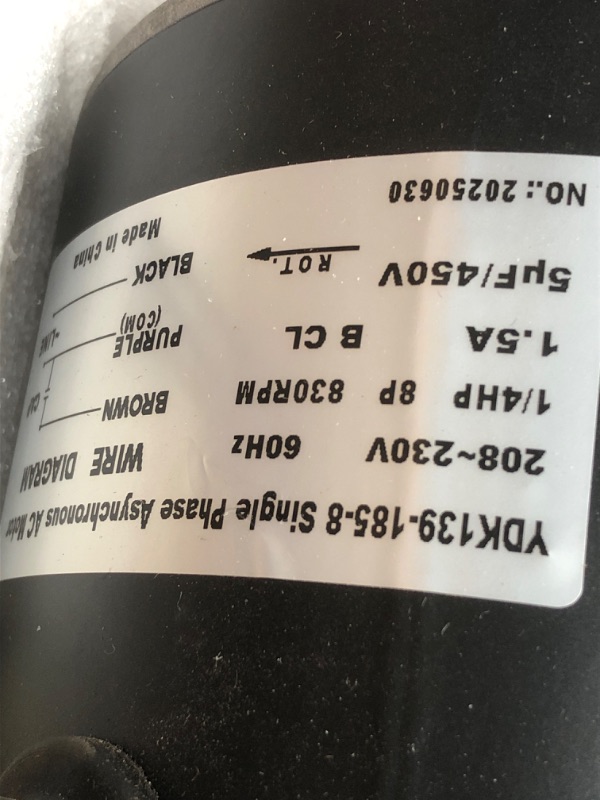 YDK139-185-8 Single Phase Asynchronous AC Motor
208~230V 60Hz WIRE DIAGRAM
1/4HP 8P 830RPM BROWN CAP
1.5A B CL PURPLE (COM) ~LINE
5μF/450V ROT. BLACK
NO.: 20250630 Made in China